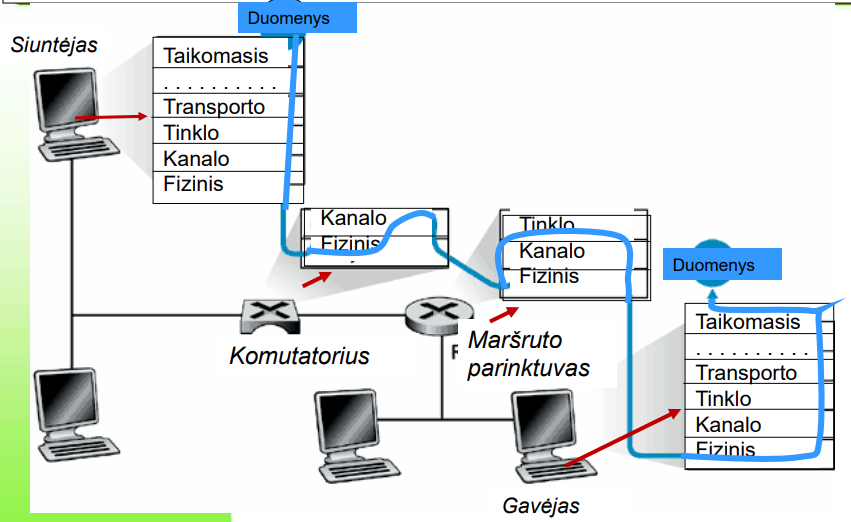 Duomenys
Siuntėjas
Taikomasis
. . . . . . . . . .
Transporto
Tinklo
Kanalo
Fizinis
Kanalo
Fizinis
Tinklo
Kanalo
Fizinis
Duomenys
Komutatorius
Maršruto
parinktuvas
Taikomasis
. . . . . . . . . .
Transporto
Tinklo
Kanalo
Fizinis
Gavėjas